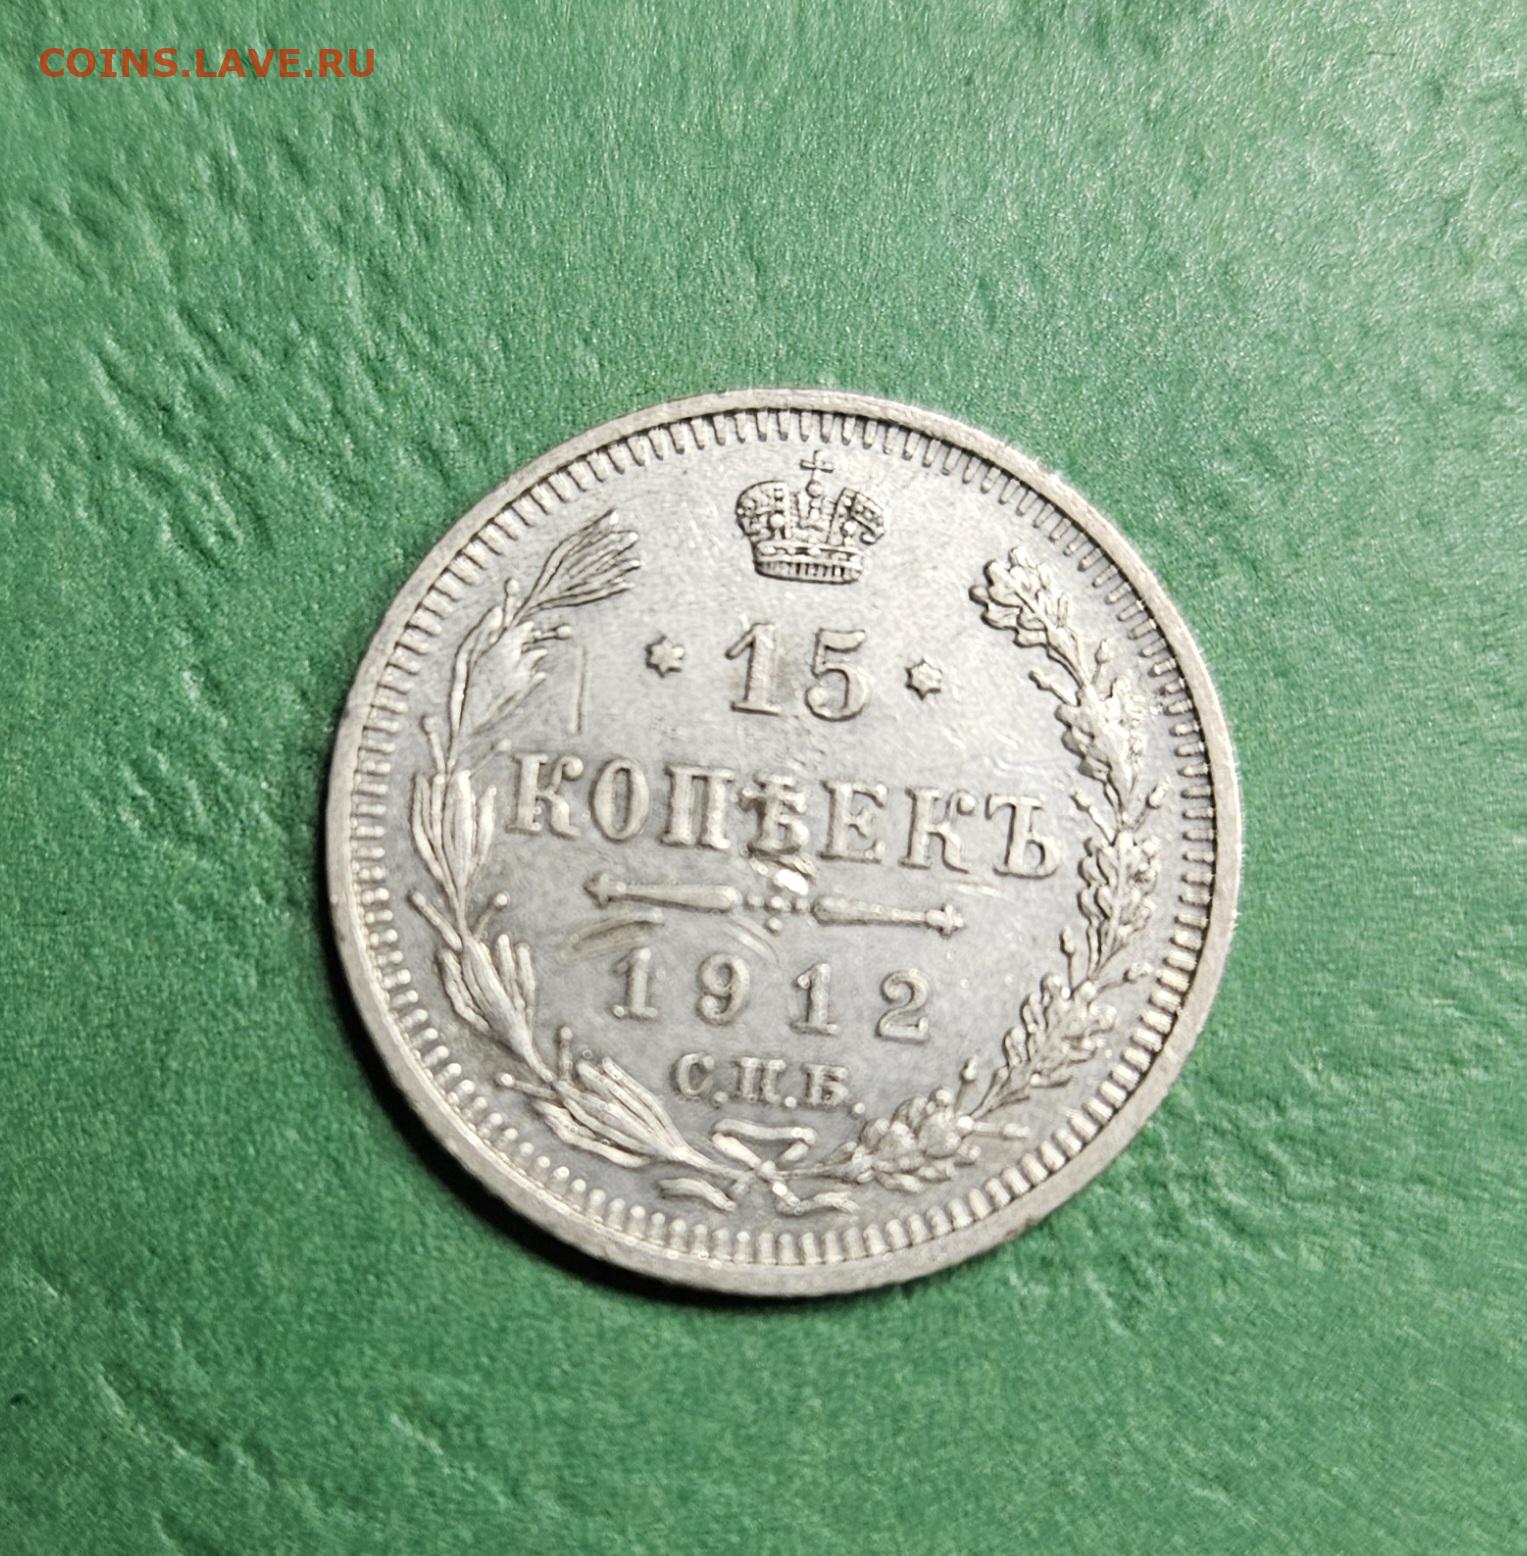 COINS.LAVE.RU
* 15 *
КОПѢЕКЪ
1912
С.П.Б.